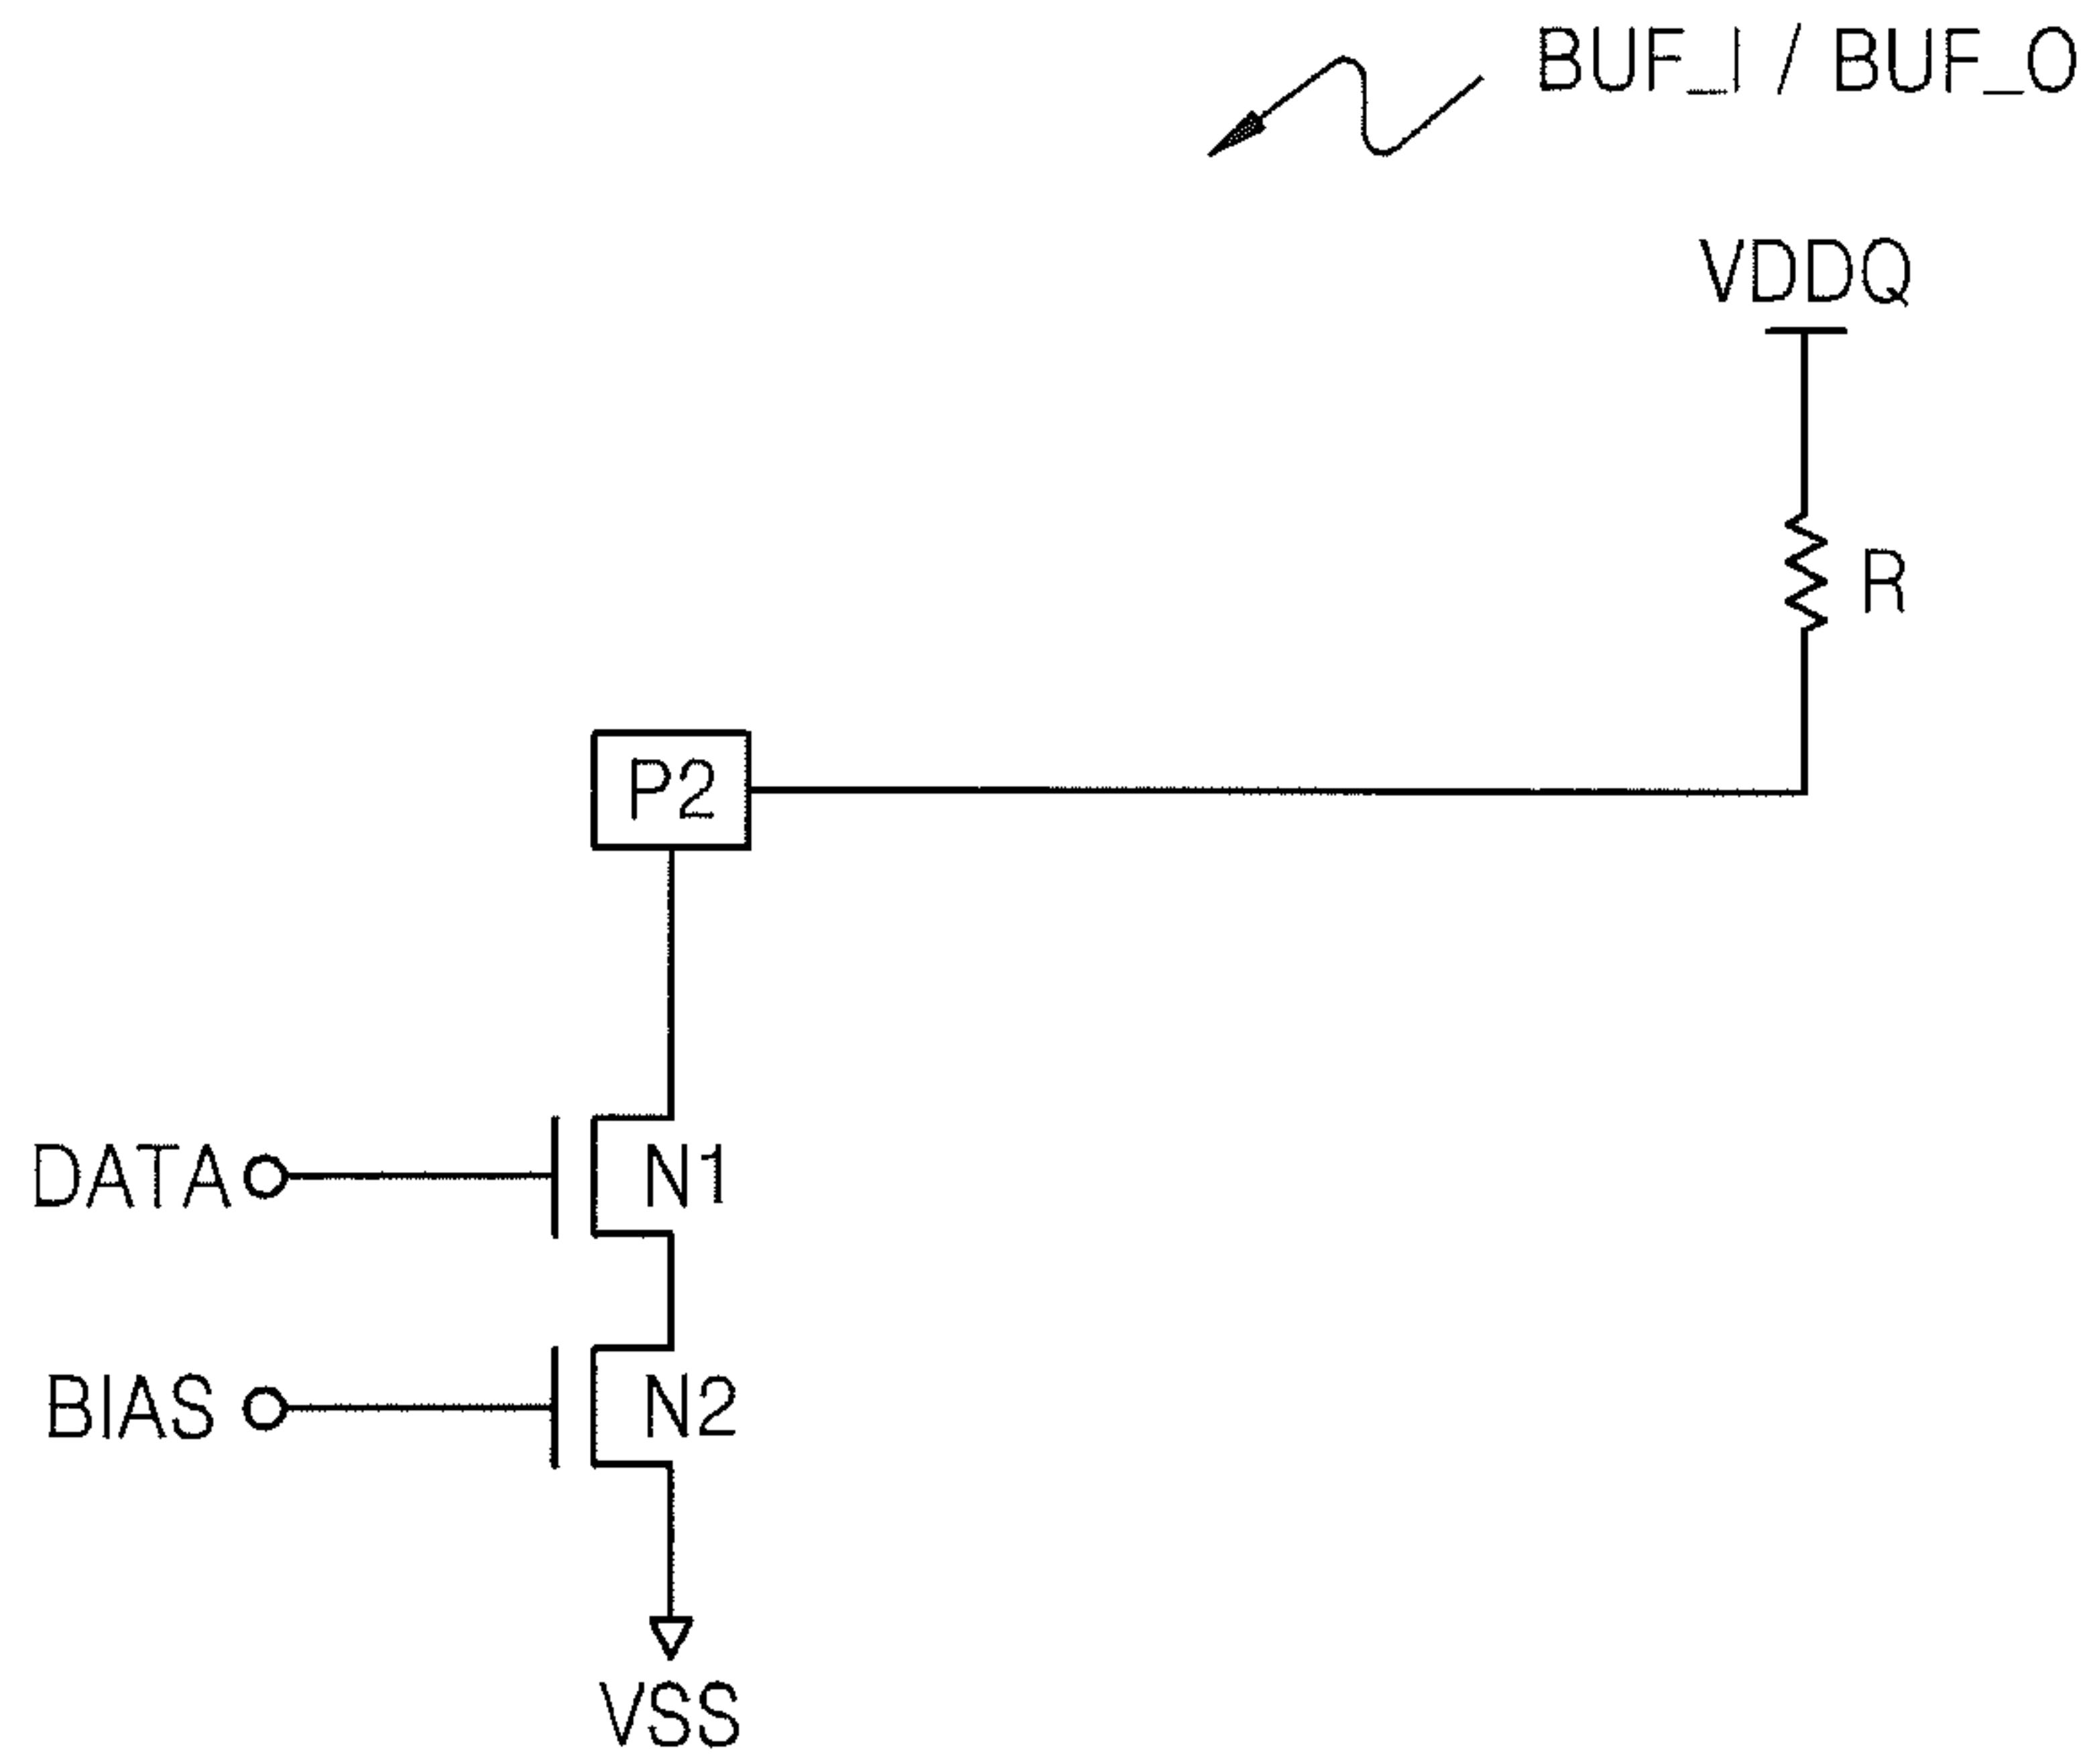 BUF_I / BUF_O
VDDQ
R
P2
DATA
N1
BIAS
N2
VSS